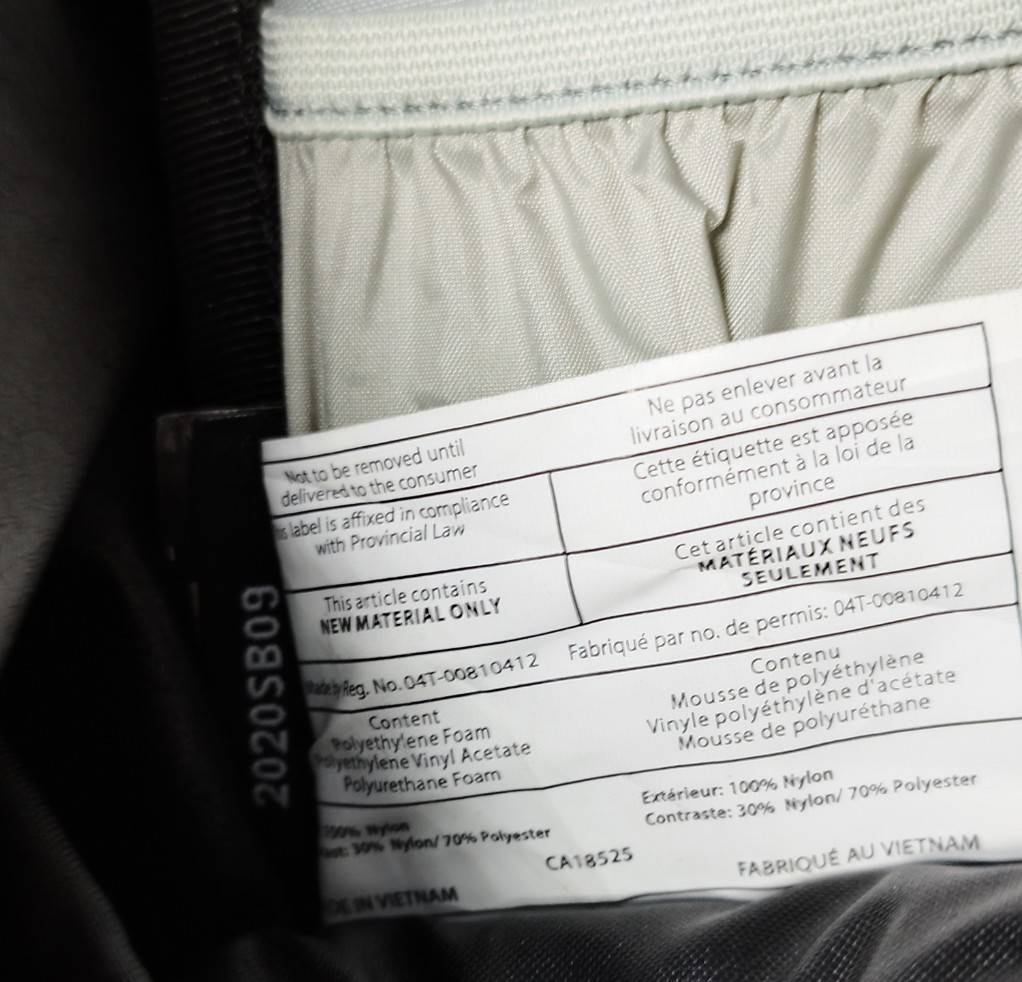 Not to be removed until
delivered to the consumer
Ne pas enlever avant la
livraison au consommateur
label is affixed in compliance
with Provincial Law
Cette étiquette est apposée
conformément à la loi de la
province
This article contains
NEW MATERIAL ONLY
Cet article contient des
MATÉRIAUX NEUFS
SEULEMENT
Made by Reg. No. 04T-00810412
Fabriqué par no. de permis: 04T-00810412
Content
Polyethylene Foam
Polyethylene Vinyl Acetate
Polyurethane Foam
Contenu
Mousse de polyéthylène
Vinyle polyéthylène d'acétate
Mousse de polyuréthane
100% Nylon
30% Nylon/ 70% Polyester
Extérieur: 100% Nylon
Contraste: 30% Nylon/ 70% Polyester
CA18525
IN VIETNAM
FABRIQUÉ AU VIETNAM
2020SB09